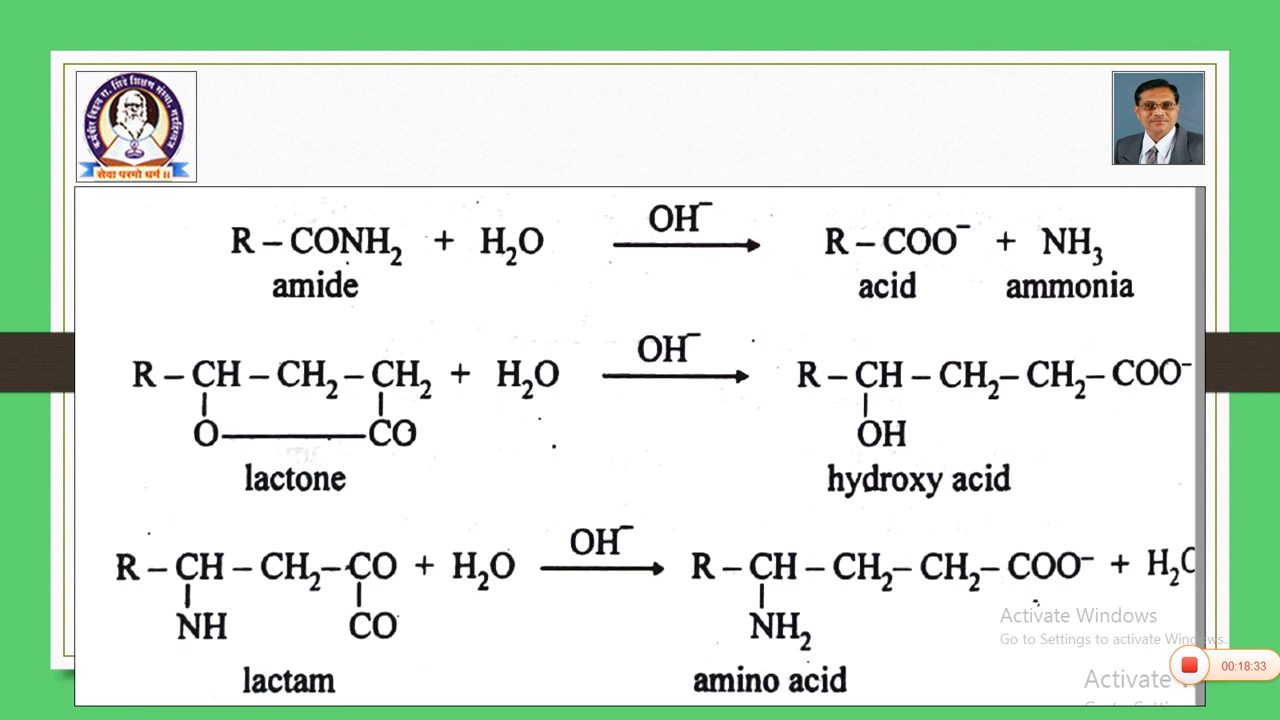 सेवा परमो धर्म ॥
R – CONH₂ + H₂O OH⁻ R – COO⁻ + NH₃
amide acid ammonia
R – CH – CH₂ – CH₂ + H₂O OH⁻ R – CH – CH₂ – CH₂ – COO⁻
O CO OH
lactone hydroxy acid
R – CH – CH₂ – CO + H₂O OH⁻ R – CH – CH₂ – CH₂ – COO⁻ + H₂O
NH CO NH₂
lactam amino acid
Activate Windows
Go to Settings to activate Windows.
Activate
00:18:33